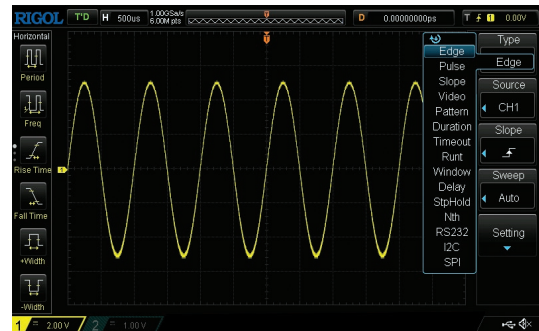 RIGOL T'D H 500us 1.00GSa/s 6.00M pts D 0.00000000ps T 1 0.00V
Horizontal
Period
Freq
Rise Time
Fall Time
+Width
-Width
T
1
Edge
Pulse
Slope
Video
Pattern
Duration
Timeout
Runt
Window
Delay
StpHold
Nth
RS232
I2C
SPI
Type
Edge
Source
CH1
Slope
Sweep
Auto
Setting
1 = 2.00 V 2 = 1.00 V